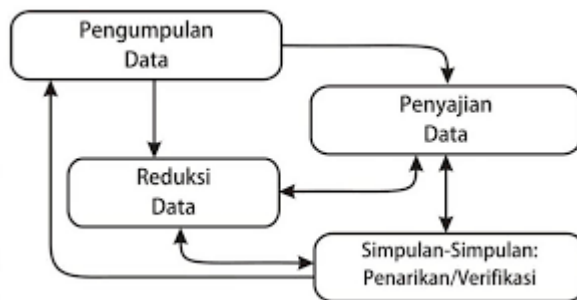 Pengumpulan
Data
Penyajian
Data
Reduksi
Data
Simpulan-Simpulan:
Penarikan/Verifikasi